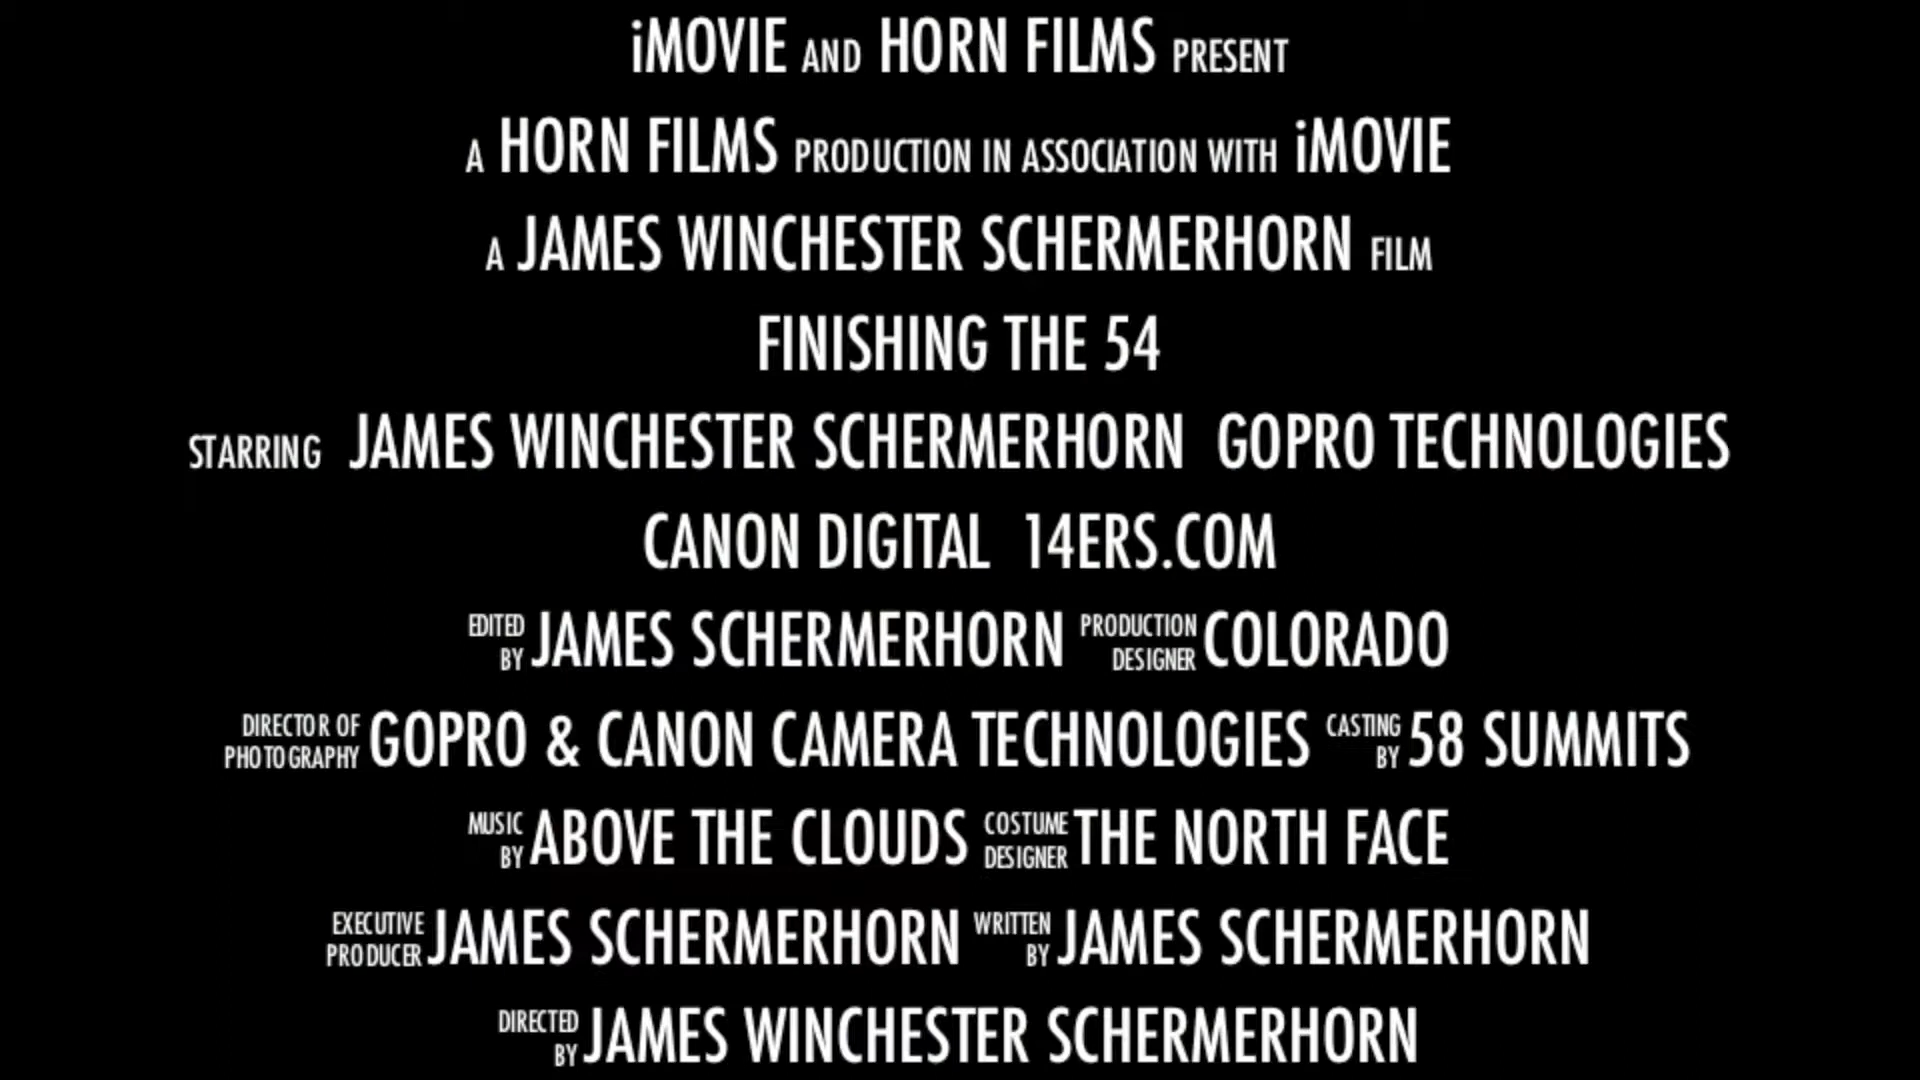 iMOVIE AND HORN FILMS PRESENT
A HORN FILMS PRODUCTION IN ASSOCIATION WITH iMOVIE
A JAMES WINCHESTER SCHERMERHORN FILM
FINISHING THE 54
STARRING JAMES WINCHESTER SCHERMERHORN GOPRO TECHNOLOGIES
CANON DIGITAL 14ERS.COM
EDITED BY JAMES SCHERMERHORN PRODUCTION DESIGNER COLORADO
DIRECTOR OF PHOTOGRAPHY GOPRO & CANON CAMERA TECHNOLOGIES CASTING BY 58 SUMMITS
MUSIC BY ABOVE THE CLOUDS COSTUME DESIGNER THE NORTH FACE
EXECUTIVE PRODUCER JAMES SCHERMERHORN WRITTEN BY JAMES SCHERMERHORN
DIRECTED BY JAMES WINCHESTER SCHERMERHORN